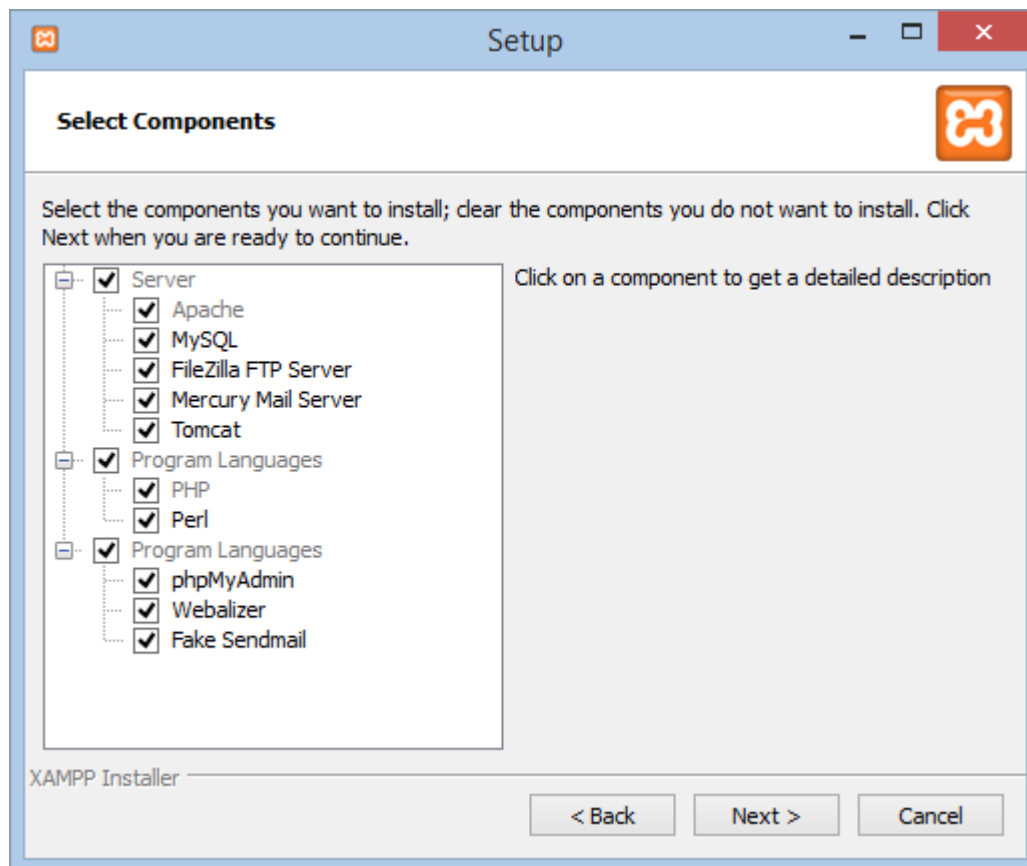 Setup
Select Components
Select the components you want to install; clear the components you do not want to install. Click
Next when you are ready to continue.
Server
Apache
MySQL
FileZilla FTP Server
Mercury Mail Server
Tomcat
Program Languages
PHP
Perl
Program Languages
phpMyAdmin
Webalizer
Fake Sendmail
Click on a component to get a detailed description
XAMPP Installer
< Back
Next >
Cancel